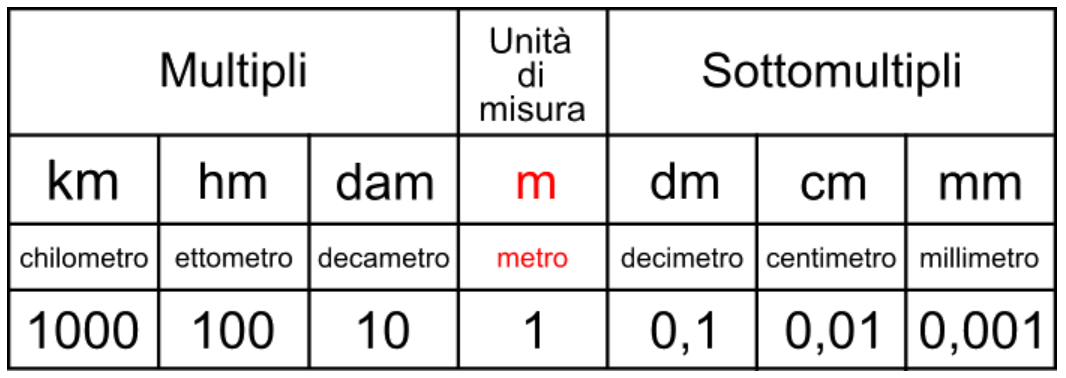 Multipli
Unità
di
misura
Sottomultipli
km hm dam m dm cm mm
chilometro ettometro decametro metro decimetro centimetro millimetro
1000 100 10 1 0,1 0,01 0,001